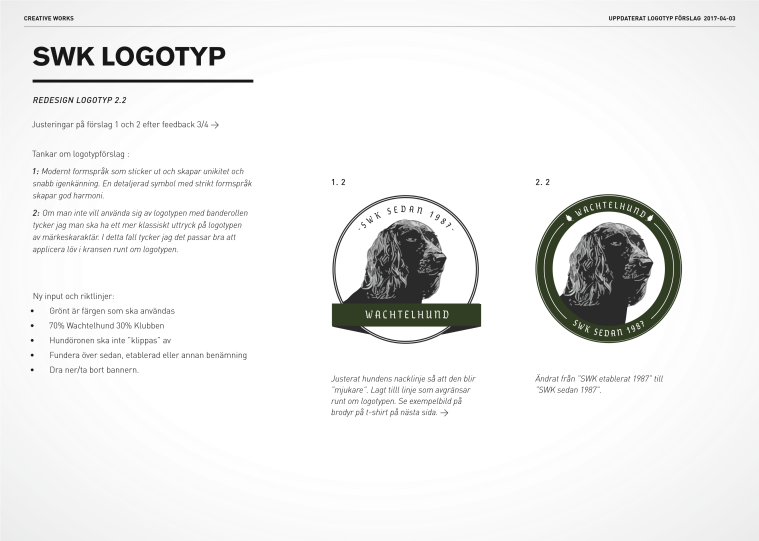 CREATIVE WORKS
UPPDATERAT LOGOTYP FÖRSLAG 2017-04-03
SWK LOGOTYP
REDESIGN LOGOTYP 2.2
Justeringar på förslag 1 och 2 efter feedback 3/4 →
Tankar om logotypförslag :
1: Modernt formspråk som sticker ut och skapar unikitet och
snabb igenkänning. En detaljerad symbol med strikt formspråk
skapar god harmoni.
2: Om man inte vill använda sig av logotypen med banderollen
tycker jag man ska ha ett mer klassiskt uttryck på logotypen
av märkeskaraktär. I detta fall tycker jag det passar bra att
applicera löv i kransen runt om logotypen.
Ny input och riktlinjer:
• Grönt är färgen som ska användas
• 70% Wachtelhund 30% Klubben
• Hundöronen ska inte "klippas" av
• Fundera över sedan, etablerad eller annan benämning
• Dra ner/ta bort bannern.
1. 2
·SWK SEDAN 1987·
WACHTELHUND
Justerat hundens nacklinje så att den blir
"mjukare". Lagt tilll linje som avgränsar
runt om logotypen. Se exempelbild på
brodyr på t-shirt på nästa sida. →
2. 2
WACHTELHUND
SWK SEDAN 1987
Ändrat från "SWK etablerat 1987" till
"SWK sedan 1987".